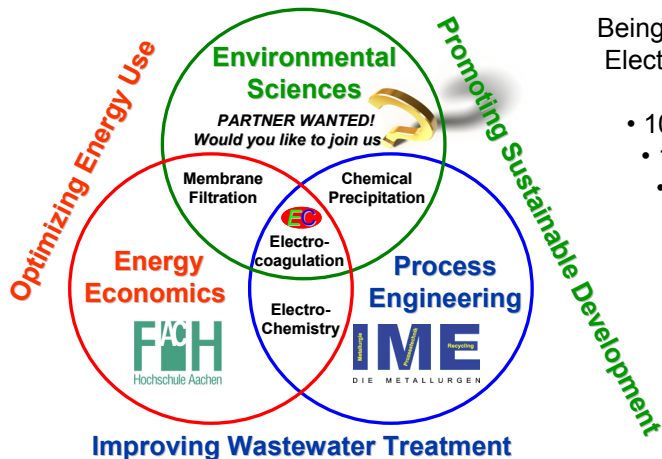 Optimizing Energy Use
Promoting Sustainable Development
Environmental
Sciences
PARTNER WANTED!
Would you like to join us
?
Membrane
Filtration
Chemical
Precipitation
EC
Electro-
coagulation
Energy
Economics
Process
Engineering
Electro-
Chemistry
FH
AC
Hochschule Aachen
IME
Metallurgie
Prozesstechnik
Recycling
DIE METALLURGEN
Improving Wastewater Treatment
Being
Elect
• 10
•
•